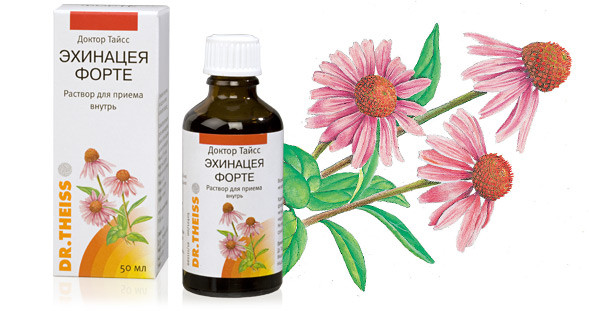 Доктор Тайсс
ЭХИНАЦЕЯ
ФОРТЕ
Раствор для приема
внутрь
DR.THEISS
50 мл
Доктор Тайсс
ЭХИНАЦЕЯ
ФОРТЕ
Раствор для приема
внутрь
DR.THEISS